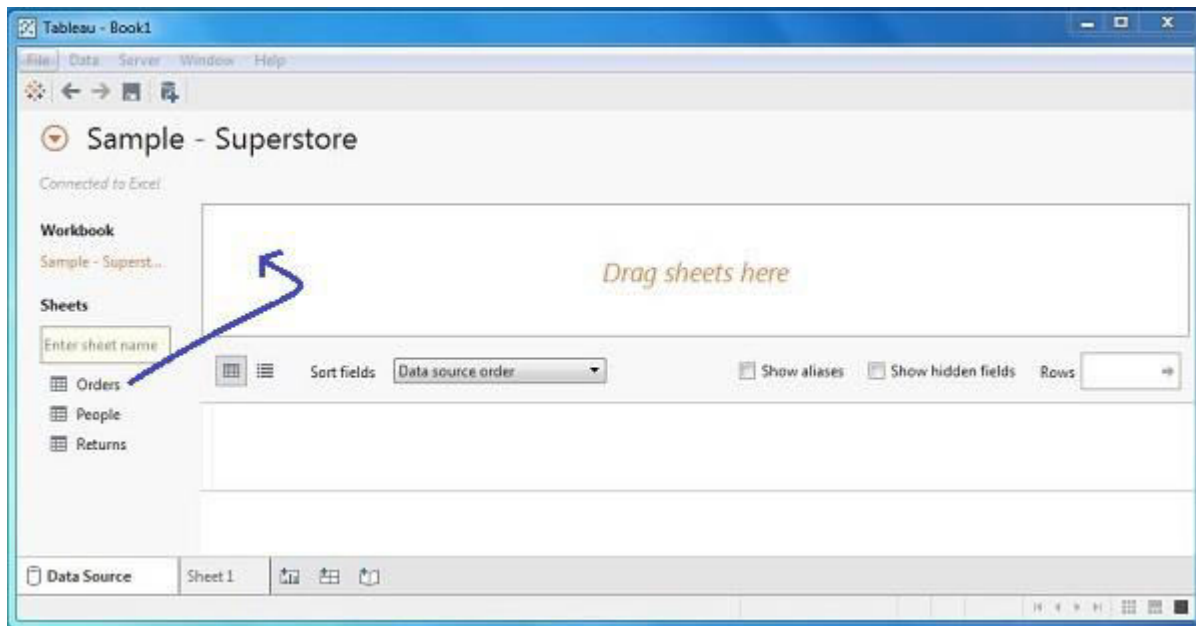 Tableau - Book1
File Data Server Window Help
Sample - Superstore
Connected to Excel
Workbook
Sample - Superst...
Drag sheets here
Sheets
Enter sheet name
Sort fields Data source order Show aliases Show hidden fields Rows
Orders
People
Returns
Data Source Sheet 1